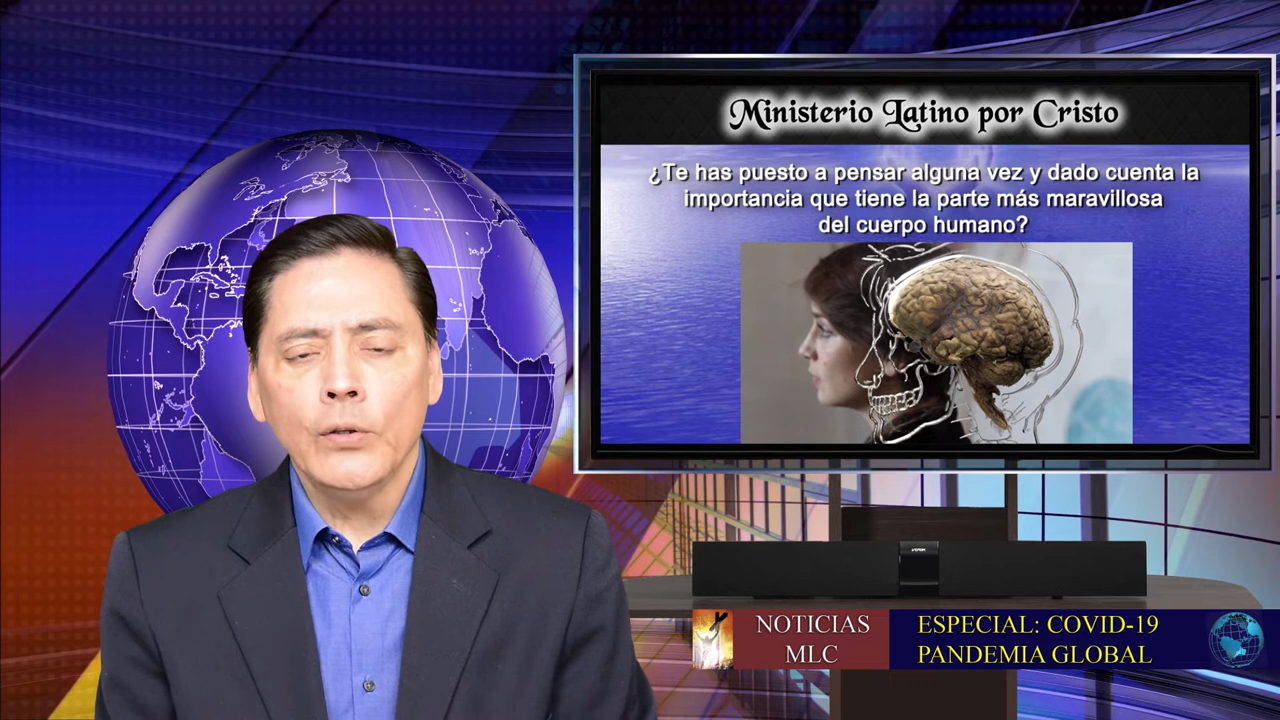 Ministerio Latino por Cristo
¿Te has puesto a pensar alguna vez y dado cuenta la
importancia que tiene la parte más maravillosa
del cuerpo humano?
NOTICIAS
MLC
ESPECIAL: COVID-19
PANDEMIA GLOBAL